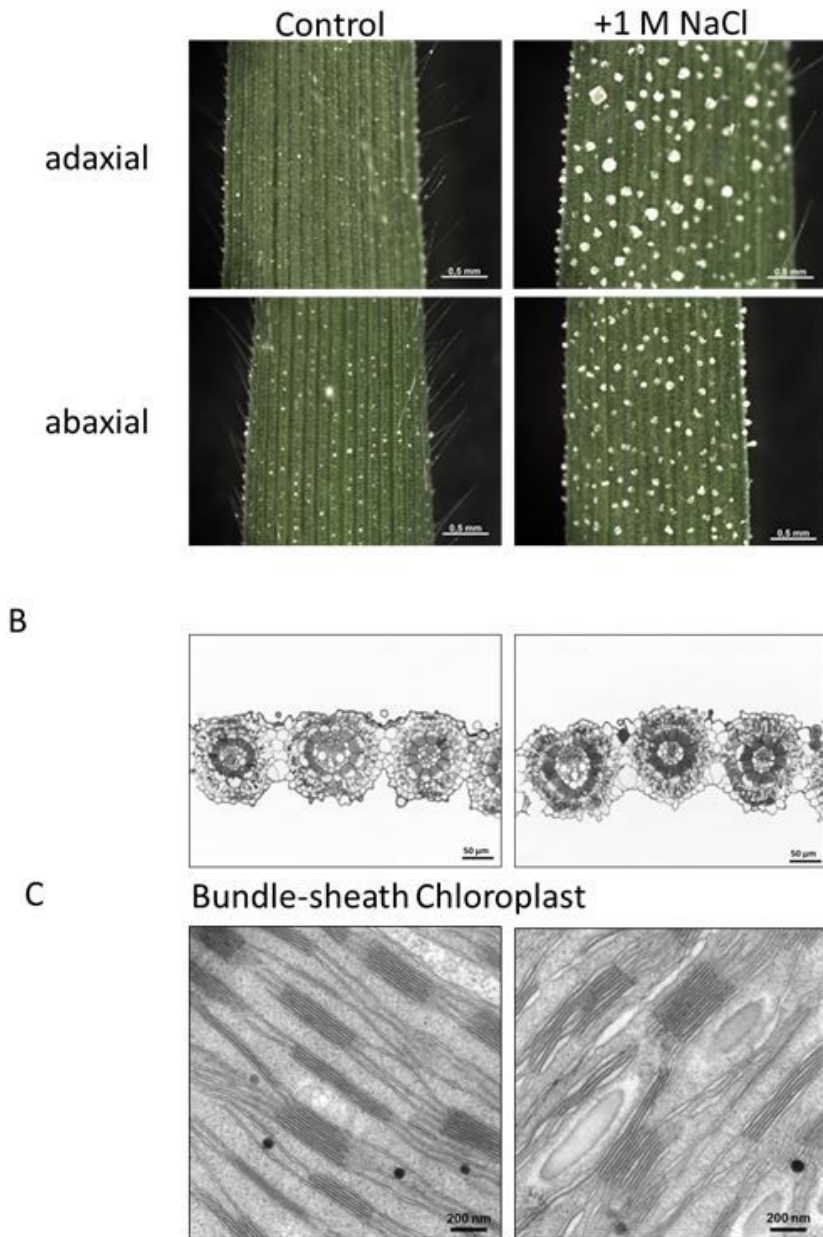 Control +1 M NaCl
adaxial
0.5 mm 0.5 mm
abaxial
0.5 mm 0.5 mm
B
50 µm 50 µm
C Bundle-sheath Chloroplast
200 nm 200 nm